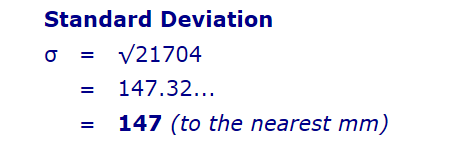 Standard Deviation
σ = √21704
= 147.32...
= 147 (to the nearest mm)